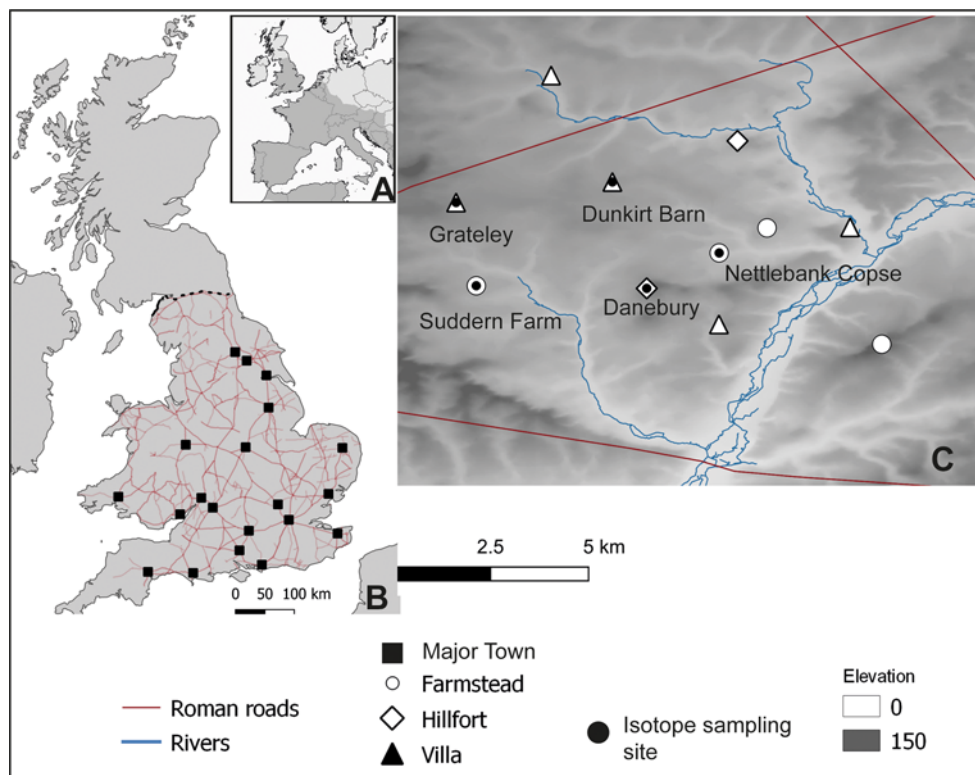 A
Grateley
Dunkirt Barn
Nettlebank Copse
Suddern Farm
Danebury
C
0 50 100 km
B
2.5 5 km
Major Town
Farmstead
Hillfort
Villa
Roman roads
Rivers
Isotope sampling
site
Elevation
0
150